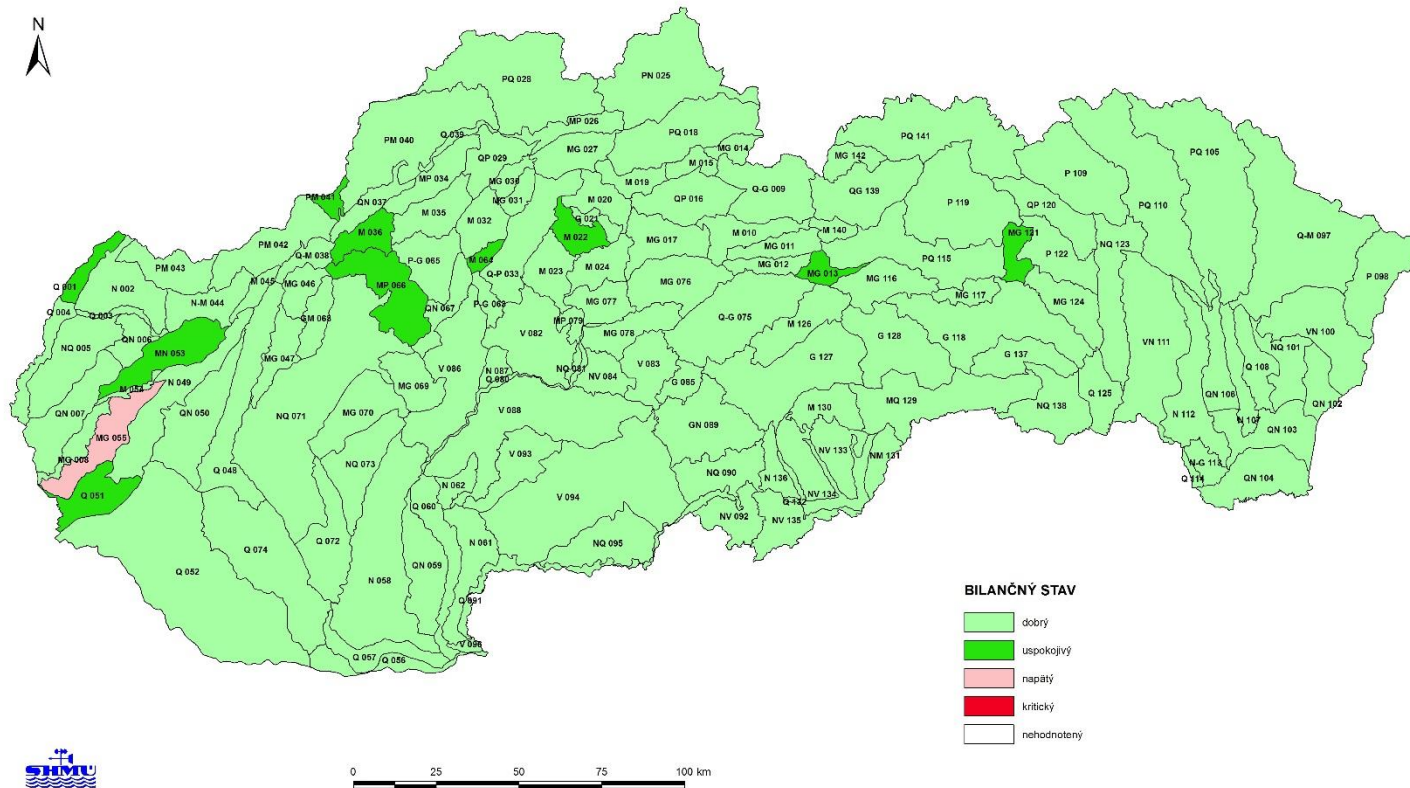 N
PQ 028
PN 025
MP 026
Q 039
PM 040
PQ 018
MG 027
MG 014
QP 029
M 015
PQ 141
MG 142
PQ 105
MP 034
MG 030
M 019
Q-G 009
QG 139
P 109
PM 041
QN 037
MG 031
M 020
QP 016
P 119
QP 120
PQ 110
M 035
M 032
G 021
M 036
M 022
M 010
M 140
MG 121
Q-M 097
PM 042
Q-M 038
MG 017
MG 011
NQ 123
P-G 065
M 064
MG 012
PQ 115
P 122
PM 043
M 023
M 024
MG 013
P 098
Q 001
N 002
M 045
MG 046
MP 066
Q-P 033
MG 076
MG 116
MG 117
MG 124
N-M 044
QN 067
P-G 063
MG 077
Q 004
Q 003
GM 068
MP 079
Q-G 075
M 126
QN 006
V 082
MG 078
G 128
G 118
VN 111
VN 100
NQ 005
MN 053
MG 047
G 127
G 137
NQ 101
V 086
N 087
NQ 081
V 083
Q 108
Q 080
NV 084
M 054
N 049
MG 069
G 085
Q 125
QN 106
QN 102
MQ 129
NQ 138
QN 007
QN 050
NQ 071
MG 070
V 088
M 130
N 112
N 107
MG 055
GN 089
QN 103
V 093
NV 133
MG 008
NQ 073
NM 131
N-G 113
Q 048
NQ 090
N 136
Q 114
QN 104
N 062
Q 051
V 094
NV 134
Q 060
Q 132
NV 092
NV 135
Q 072
N 061
NQ 095
Q 074
Q 052
QN 059
N 058
Q 091
V 096
Q 057
Q 056
BILANČNÝ STAV
dobrý
uspokojivý
napätý
kritický
nehodnotený
SHMÚ
0 25 50 75 100 km